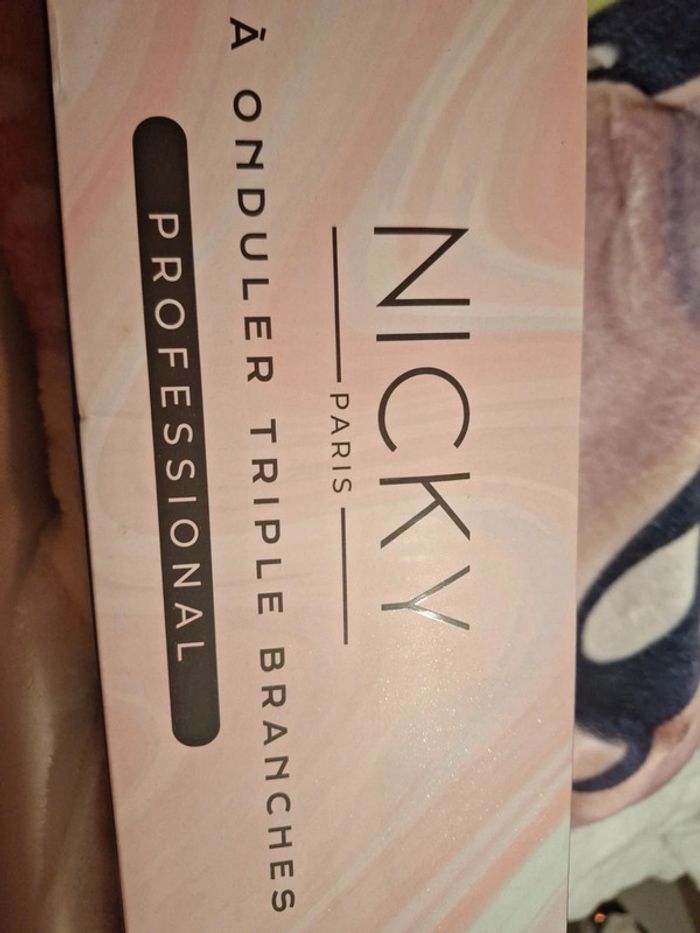 NICKY
PARIS
À ONDULER TRIPLE BRANCHES
PROFESSIONAL